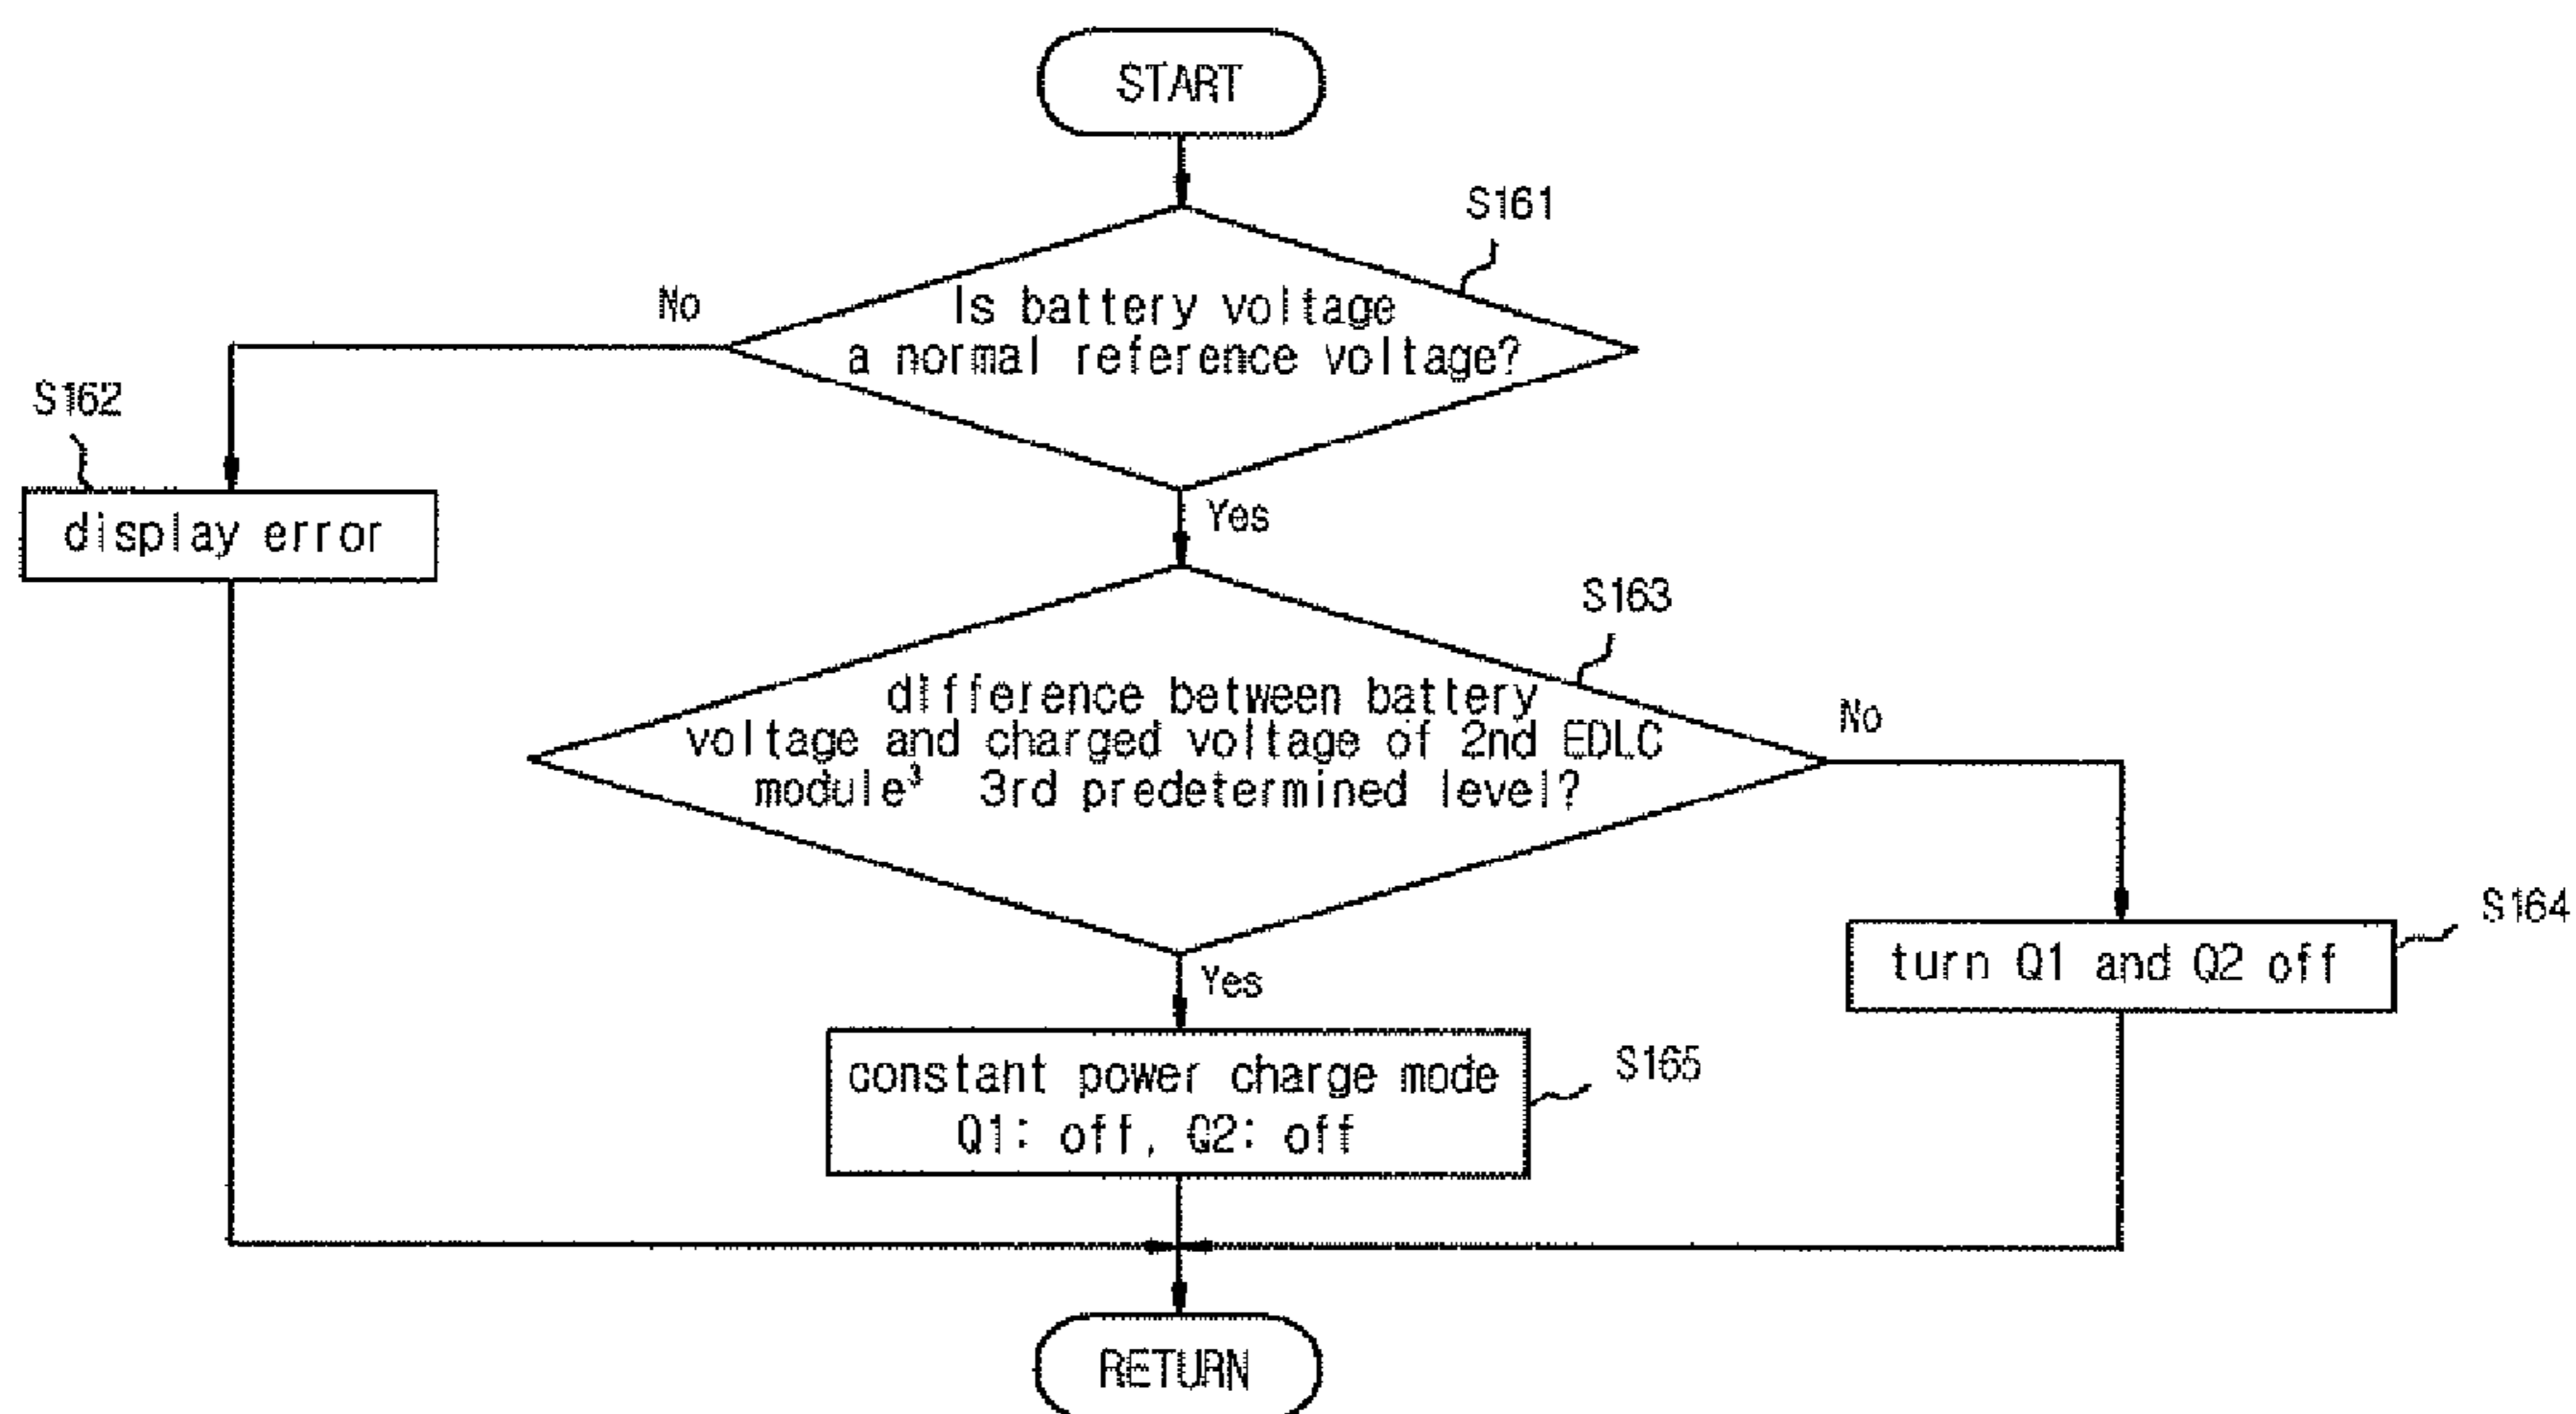 START
S161
Is battery voltage
a normal reference voltage?
No
Yes
S162
display error
S163
difference between battery
voltage and charged voltage of 2nd EDLC
module³ 3rd predetermined level?
No
Yes
S164
turn Q1 and Q2 off
constant power charge mode
Q1: off, Q2: off
S165
RETURN